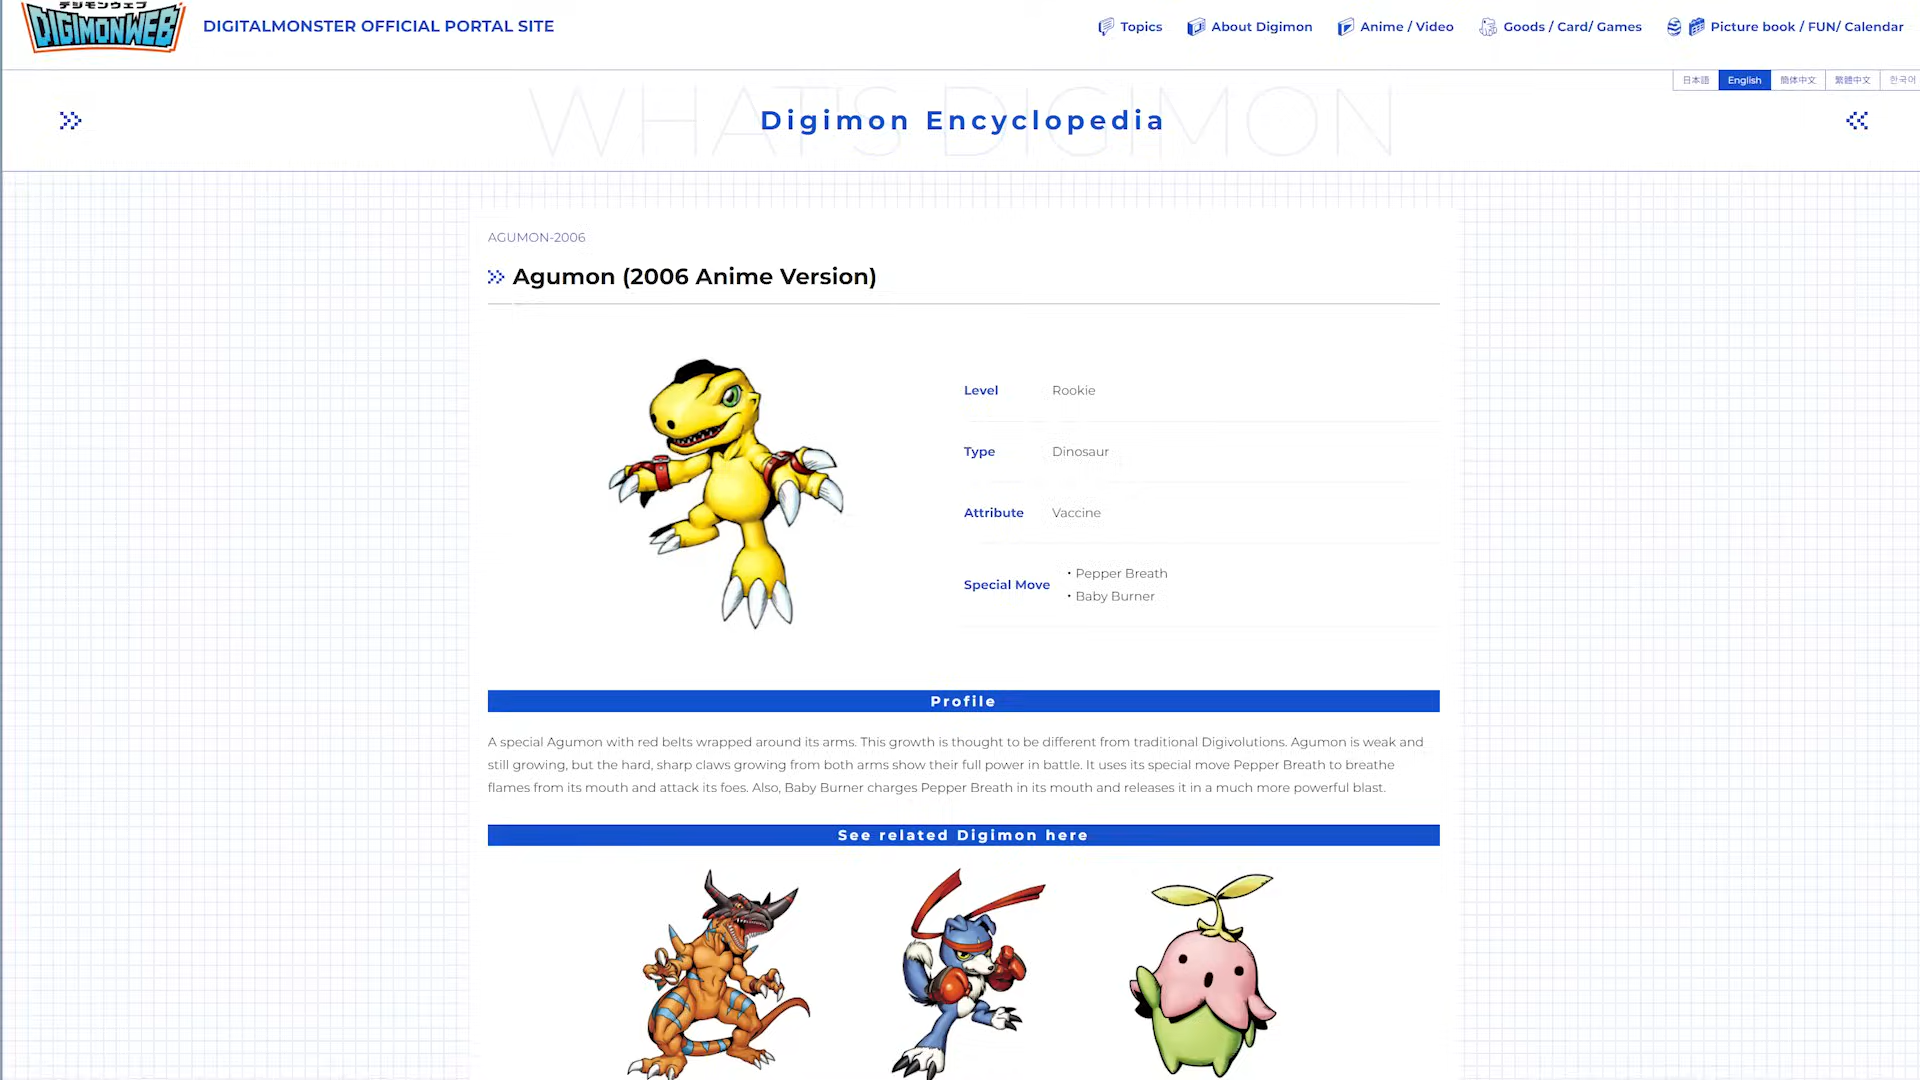 デジモンウェブ
DIGIMONWEB
DIGITALMONSTER OFFICIAL PORTAL SITE
Topics
About Digimon
Anime / Video
Goods / Card/ Games
Picture book / FUN/ Calendar
日本語
English
簡体中文
繁體中文
한국어
WHAT'S DIGIMON
Digimon Encyclopedia
AGUMON-2006
Agumon (2006 Anime Version)
Level Rookie
Type Dinosaur
Attribute Vaccine
Special Move
・Pepper Breath
・Baby Burner
Profile
A special Agumon with red belts wrapped around its arms. This growth is thought to be different from traditional Digivolutions. Agumon is weak and
still growing, but the hard, sharp claws growing from both arms show their full power in battle. It uses its special move Pepper Breath to breathe
flames from its mouth and attack its foes. Also, Baby Burner charges Pepper Breath in its mouth and releases it in a much more powerful blast.
See related Digimon here